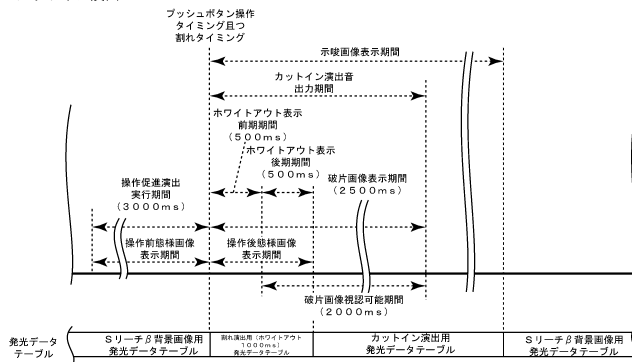 プッシュボタン操作
タイミング且つ
割れタイミング
示唆画像表示期間
カットイン演出音
出力期間
ホワイトアウト表示
前期期間
(500ms)
ホワイトアウト表示
後期期間
(500ms)
操作促進演出
実行期間
(3000ms)
破片画像表示期間
(2500ms)
操作前態様画像
表示期間
操作後態様画像
表示期間
破片画像視認可能期間
(2000ms)
発光データ
テーブル
Sリーチβ背景画像用
発光データテーブル
割れ演出用(ホワイトアウト
1000ms)
発光データテーブル
カットイン演出用
発光データテーブル
Sリーチβ背景画像用
発光データテーブル